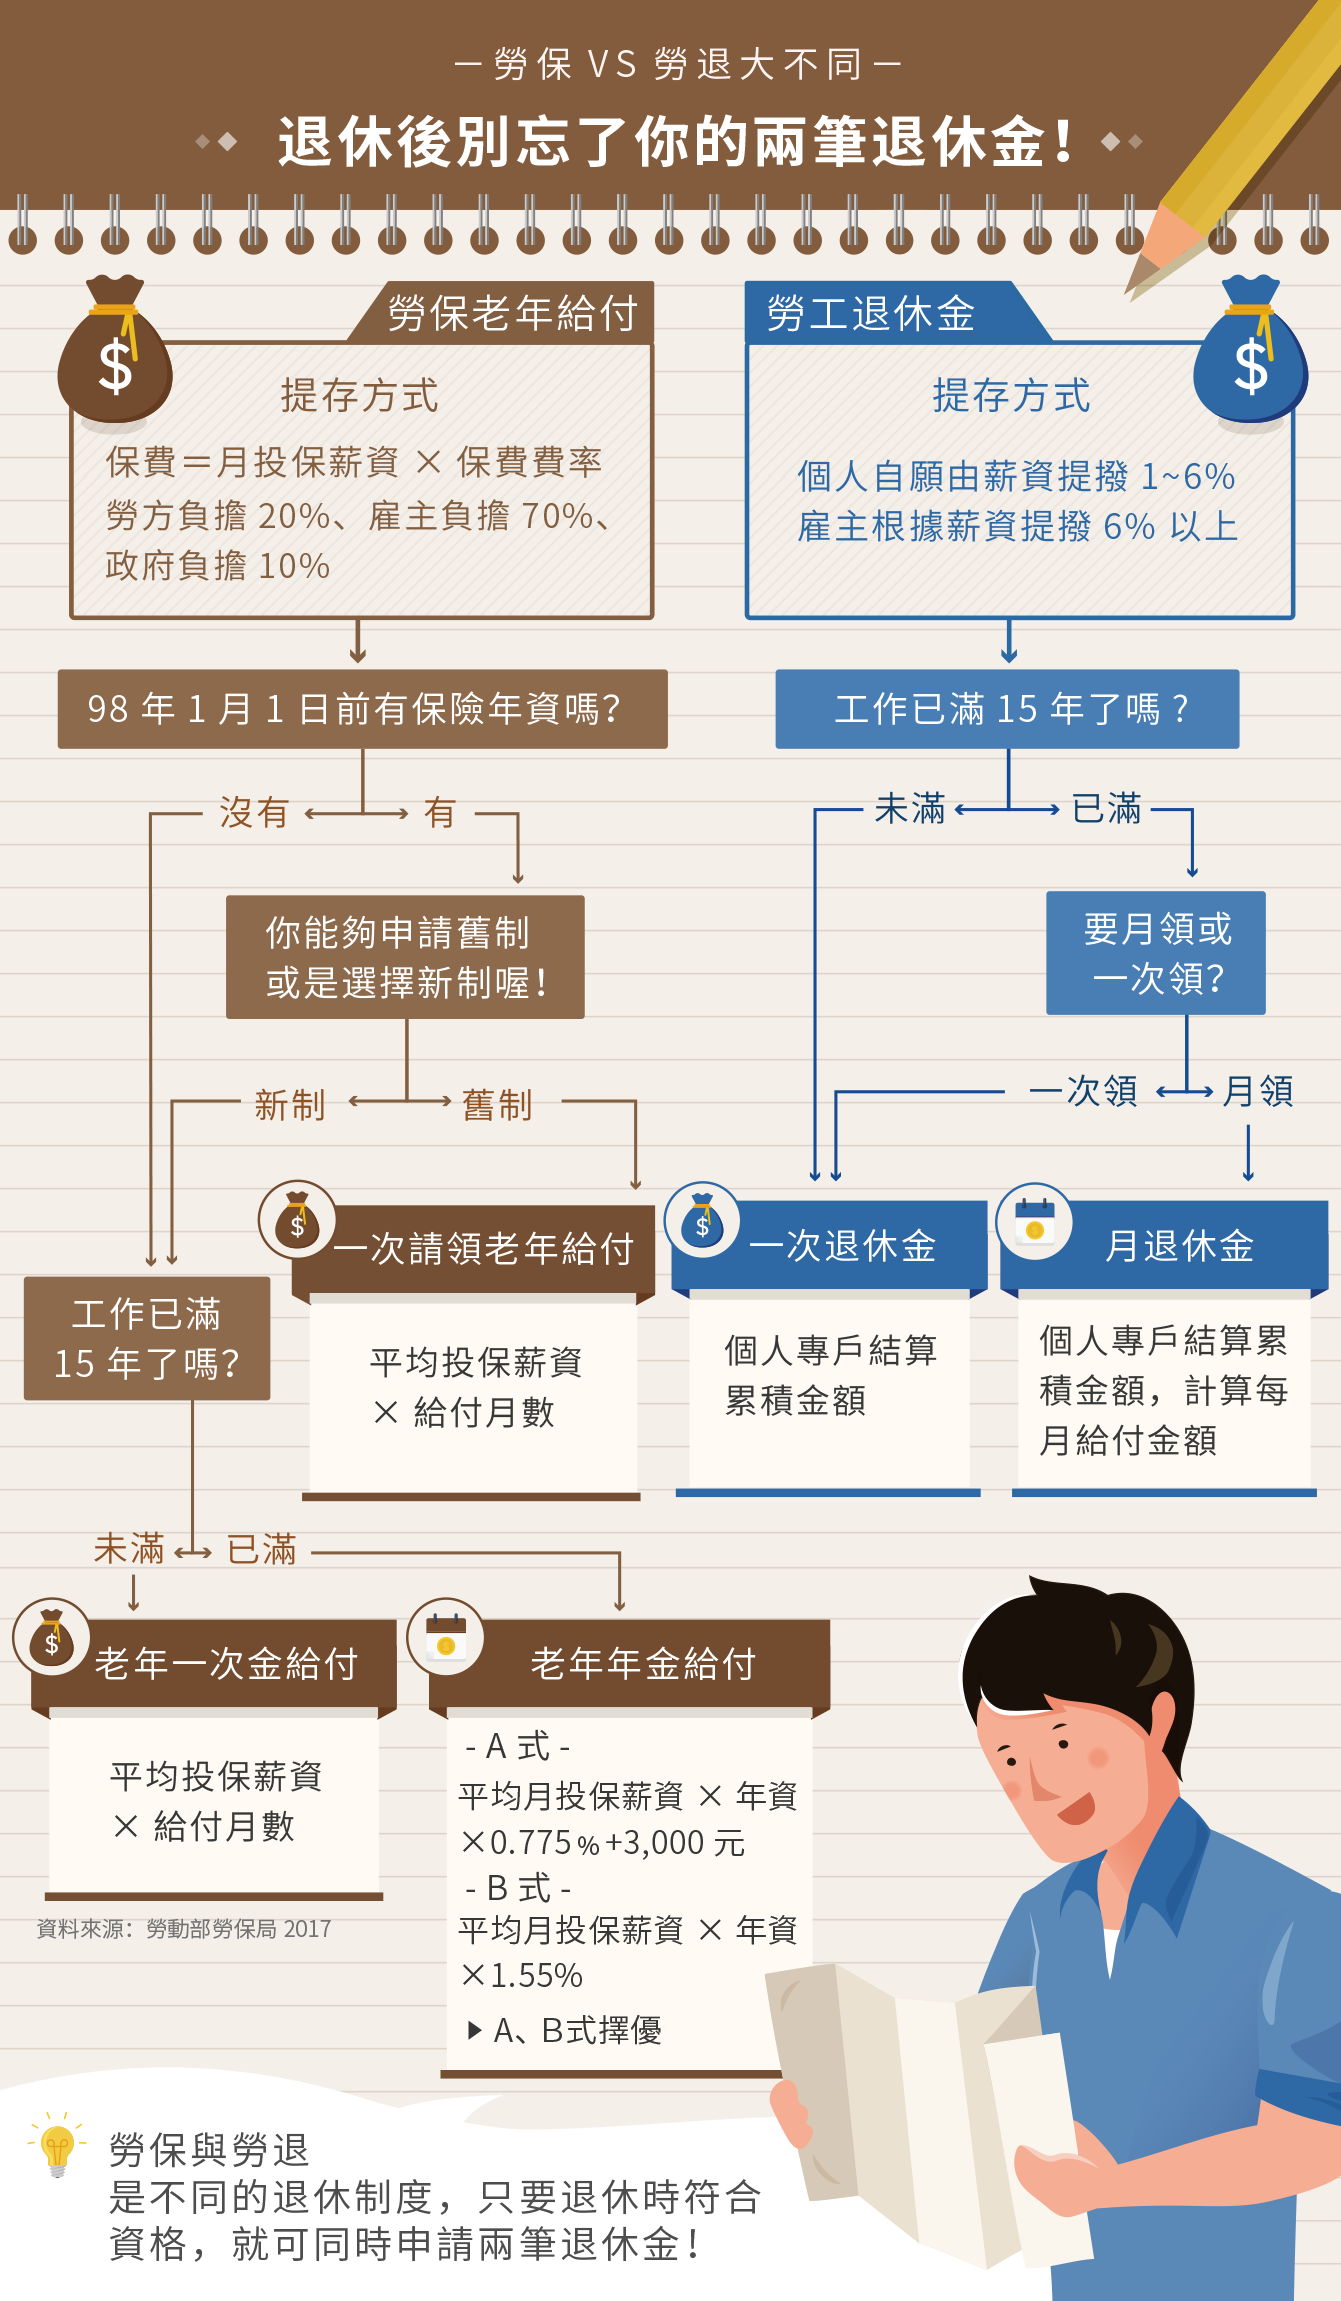 －勞保 VS 勞退大不同－
退休後別忘了你的兩筆退休金！
勞保老年給付
$
提存方式
保費＝月投保薪資 × 保費費率
勞方負擔 20%、雇主負擔 70%、
政府負擔 10%
勞工退休金
$
提存方式
個人自願由薪資提撥 1~6%
雇主根據薪資提撥 6% 以上
98 年 1 月 1 日前有保險年資嗎？
沒有
有
你能夠申請舊制
或是選擇新制喔！
新制
舊制
工作已滿 15 年了嗎？
未滿
已滿
要月領或
一次領？
一次領
月領
$
一次請領老年給付
平均投保薪資
× 給付月數
$
一次退休金
個人專戶結算
累積金額
月退休金
個人專戶結算累
積金額，計算每
月給付金額
工作已滿
15 年了嗎？
未滿
已滿
$
老年一次金給付
平均投保薪資
× 給付月數
老年年金給付
- A 式 -
平均月投保薪資 × 年資
×0.775%+3,000 元
- B 式 -
平均月投保薪資 × 年資
×1.55%
▶ A、B式擇優
資料來源：勞動部勞保局 2017
勞保與勞退
是不同的退休制度，只要退休時符合
資格，就可同時申請兩筆退休金！